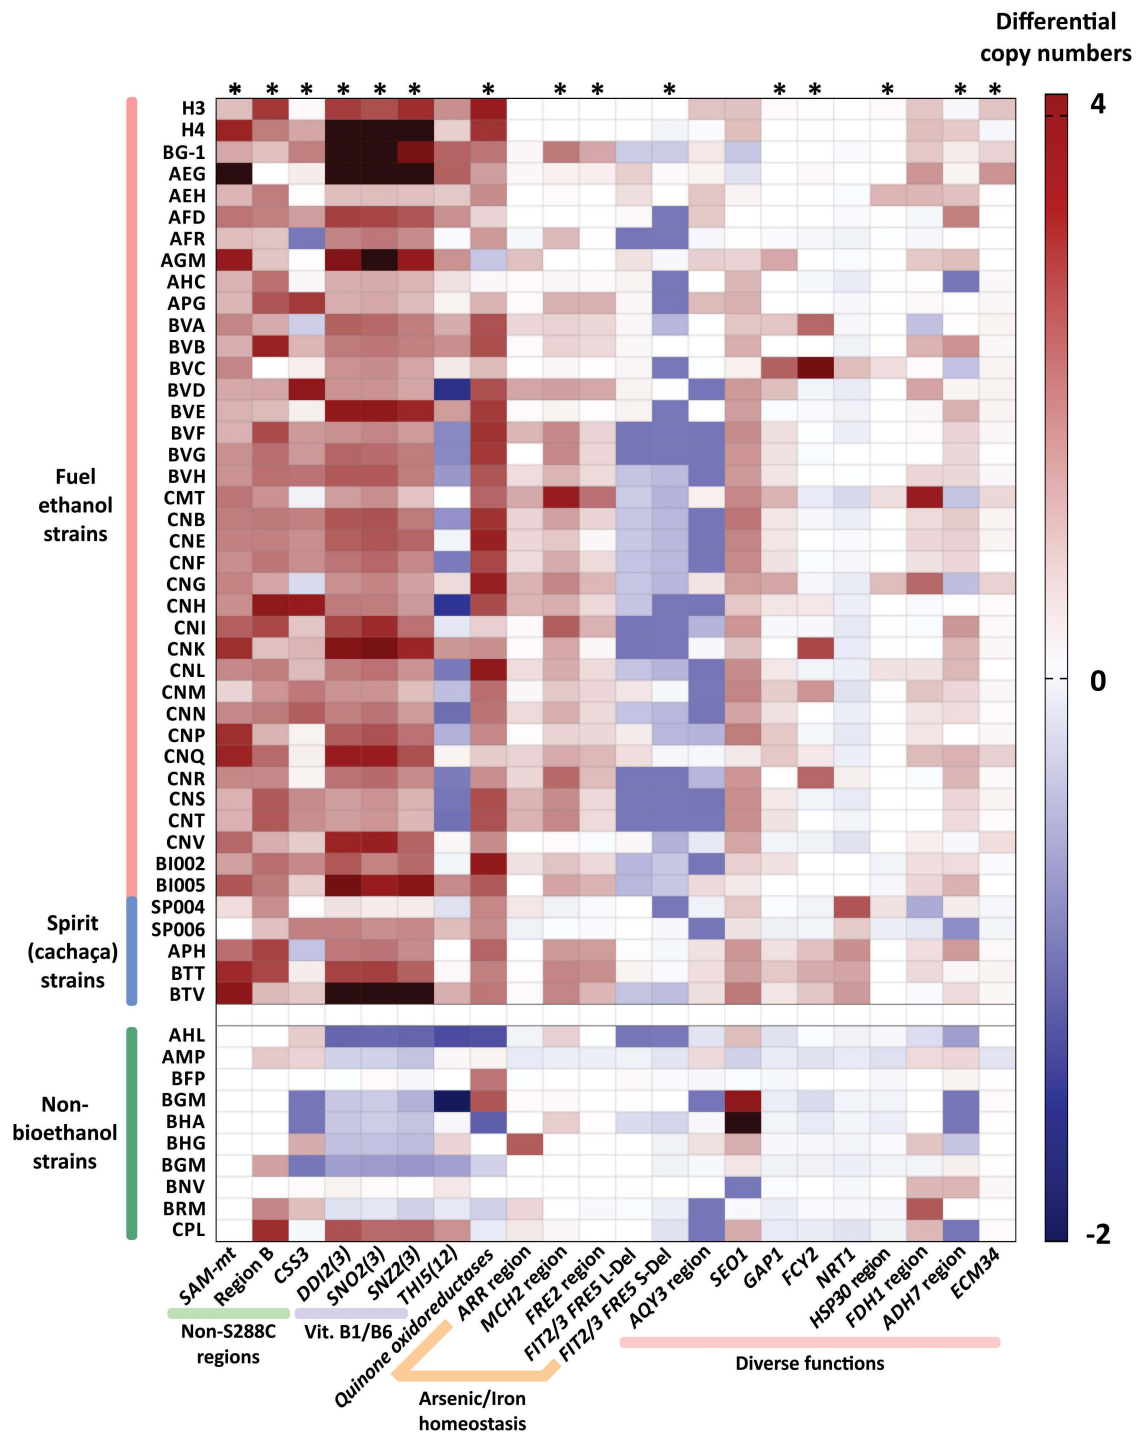 Differential
copy numbers
* * * * * * * * * * * * * * *
H3
H4
BG-1
AEG
AEH
AFD
AFR
AGM
AHC
APG
BVA
BVB
BVC
BVD
BVE
BVF
BVG
BVH
CMT
CNB
CNE
CNF
CNG
CNH
CNI
CNK
CNL
CNM
CNN
CNP
CNQ
CNR
CNS
CNT
CNV
BI002
BI005
SP004
SP006
APH
BTT
BTV
AHL
AMP
BFP
BGM
BHA
BHG
BGM
BNV
BRM
CPL
Fuel
ethanol
strains
Spirit
(cachaça)
strains
Non-
bioethanol
strains
4
0
-2
SAM-mt
Region B
CSS3
DDI2(3)
SNO2(3)
SNZ2(3)
THI5(12)
Quinone oxidoreductases
ARR region
MCH2 region
FRE2 region
FIT2/3 FRE5 L-Del
FIT2/3 FRE5 S-Del
AQY3 region
SEO1
GAP1
FCY2
NRT1
HSP30 region
FDH1 region
ADH7 region
ECM34
Non-S288C
regions
Vit. B1/B6
Arsenic/Iron
homeostasis
Diverse functions